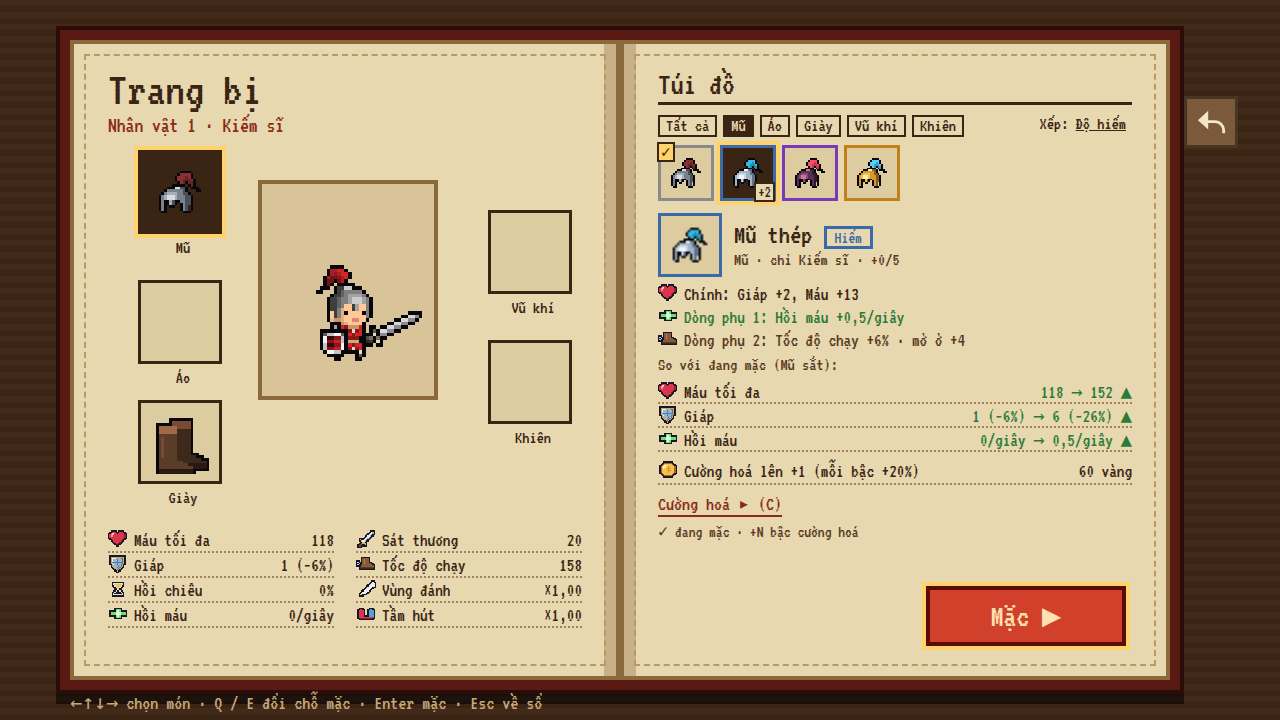 Trang bị
Nhân vật 1 · Kiếm sĩ
Mũ
Áo
Giày
Vũ khí
Khiên
Máu tối đa 118
Giáp 1 (-6%)
Hồi chiêu 0%
Hồi máu 0/giây
Sát thương 20
Tốc độ chạy 158
Vùng đánh ×1,00
Tầm hút ×1,00
Túi đồ
Tất cả Mũ Áo Giày Vũ khí Khiên Xếp: Độ hiếm
✓
+2
Mũ thép Hiếm
Mũ · chỉ Kiếm sĩ · +0/5
Chính: Giáp +2, Máu +13
Dòng phụ 1: Hồi máu +0,5/giây
Dòng phụ 2: Tốc độ chạy +6% · mở ở +4
So với đang mặc (Mũ sắt):
Máu tối đa 118 → 152 ▲
Giáp 1 (-6%) → 6 (-26%) ▲
Hồi máu 0/giây → 0,5/giây ▲
Cường hoá lên +1 (mỗi bậc +20%) 60 vàng
Cường hoá ► (C)
✓ đang mặc · +N bậc cường hoá
Mặc ►
←↑↓→ chọn món · Q / E đổi chỗ mặc · Enter mặc · Esc về sổ